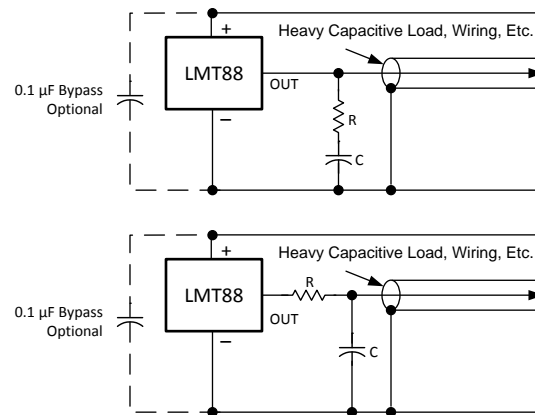 Heavy Capacitive Load, Wiring, Etc.
+
LMT88
OUT
0.1 µF Bypass
Optional
R
−
C
Heavy Capacitive Load, Wiring, Etc.
+
R
LMT88
OUT
0.1 µF Bypass
Optional
−
C